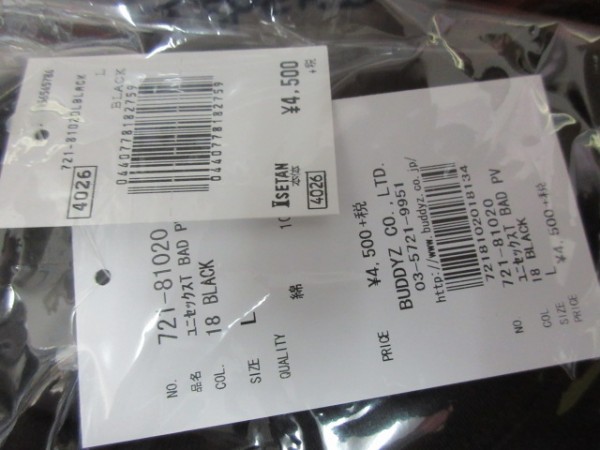 721-81020LBLACK
L
BLACK
4026
0440778182759
0440778182759
¥4,500
+税
ISETAN
本店
4026
NO. 721-81020
品名 ユニセックスT BAD PV
COL. 18 BLACK
SIZE L
QUALITY 綿 10
PRICE ¥4,500+税
BUDDYZ CO.,LTD.
03-5721-9951
http://www.buddyz.co.jp/
7218102018134
NO 721-81020
ユニセックスT BAD PV
COL 18 BLACK
SIZE L
PRICE ¥4,500+税